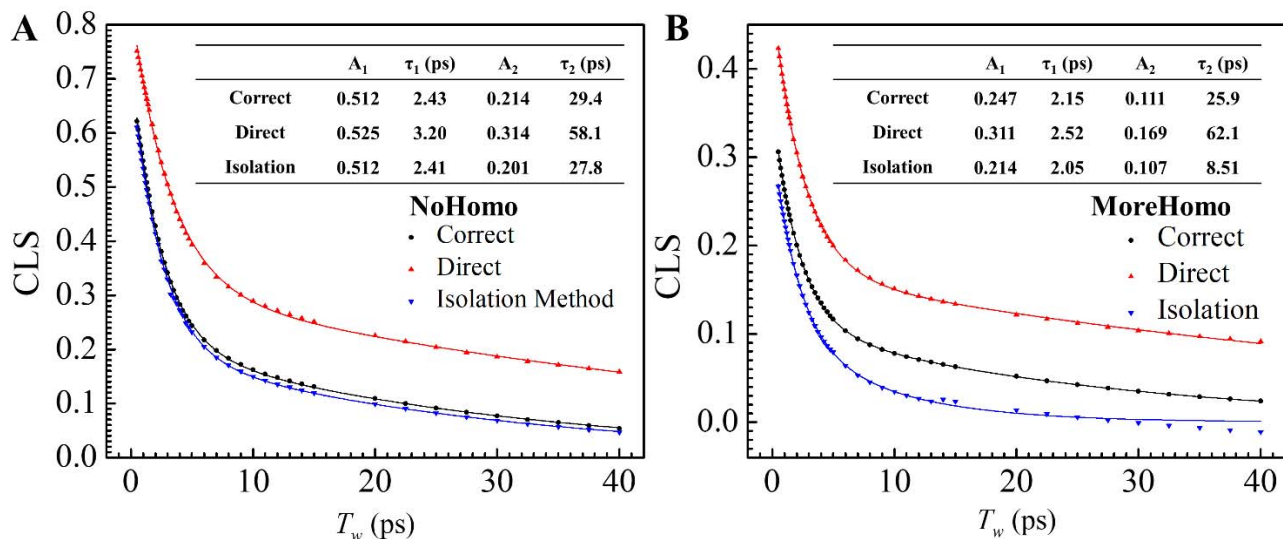 A
CLS
0.8
0.7
0.6
0.5
0.4
0.3
0.2
0.1
0.0
A1 τ1 (ps) A2 τ2 (ps)
Correct 0.512 2.43 0.214 29.4
Direct 0.525 3.20 0.314 58.1
Isolation 0.512 2.41 0.201 27.8
NoHomo
Correct
Direct
Isolation Method
0 10 20 30 40
Tw (ps)
B
CLS
0.4
0.3
0.2
0.1
0.0
A1 τ1 (ps) A2 τ2 (ps)
Correct 0.247 2.15 0.111 25.9
Direct 0.311 2.52 0.169 62.1
Isolation 0.214 2.05 0.107 8.51
MoreHomo
Correct
Direct
Isolation
0 10 20 30 40
Tw (ps)